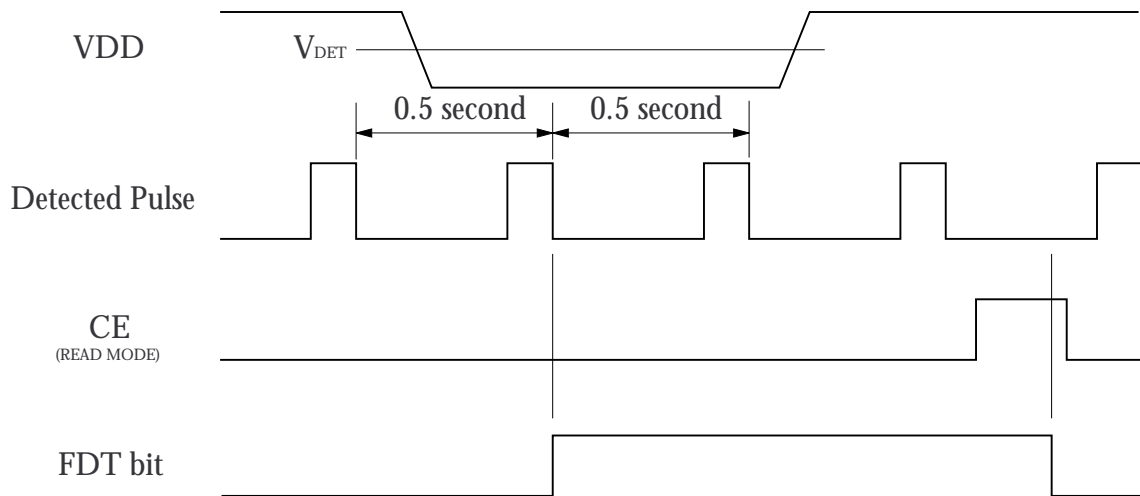 VDD
VDET
0.5 second
0.5 second
Detected Pulse
CE
(READ MODE)
FDT bit